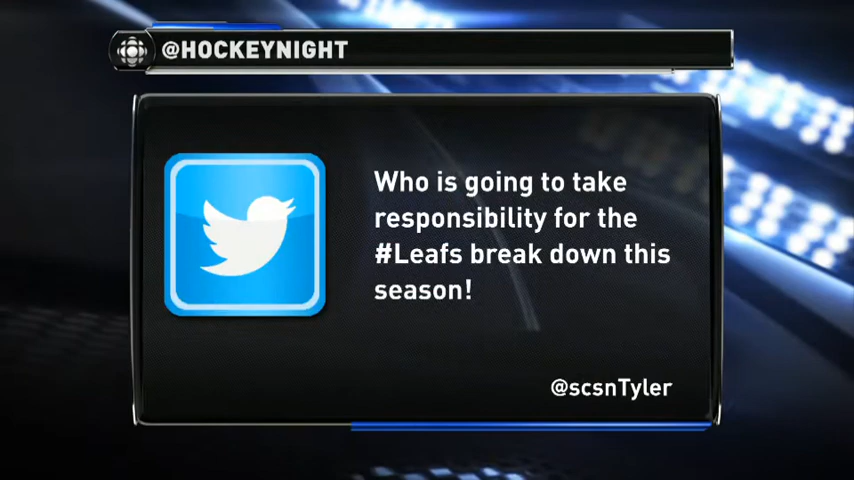 @HOCKEYNIGHT
Who is going to take
responsibility for the
#Leafs break down this
season!
@scsnTyler